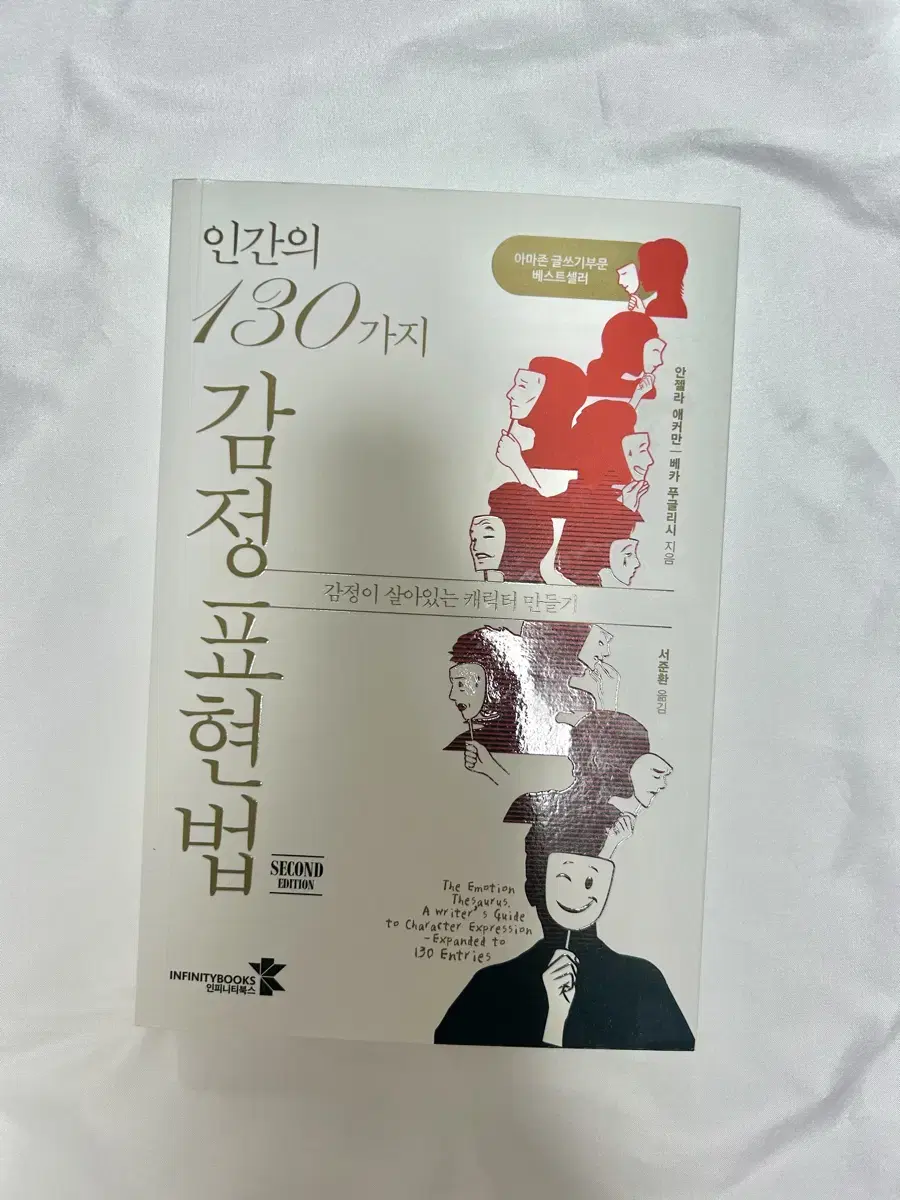 인간의
130가지
감정표현법
아마존 글쓰기부문
베스트셀러
안젤라 애커만 | 베카 푸글리시 지음
감정이 살아있는 캐릭터 만들기
서준환 옮김
SECOND
EDITION
The Emotion
Thesaurus.
A Writer's Guide
to Character Expression
-Expanded to
130 Entries
INFINITYBOOKS
인피니티북스